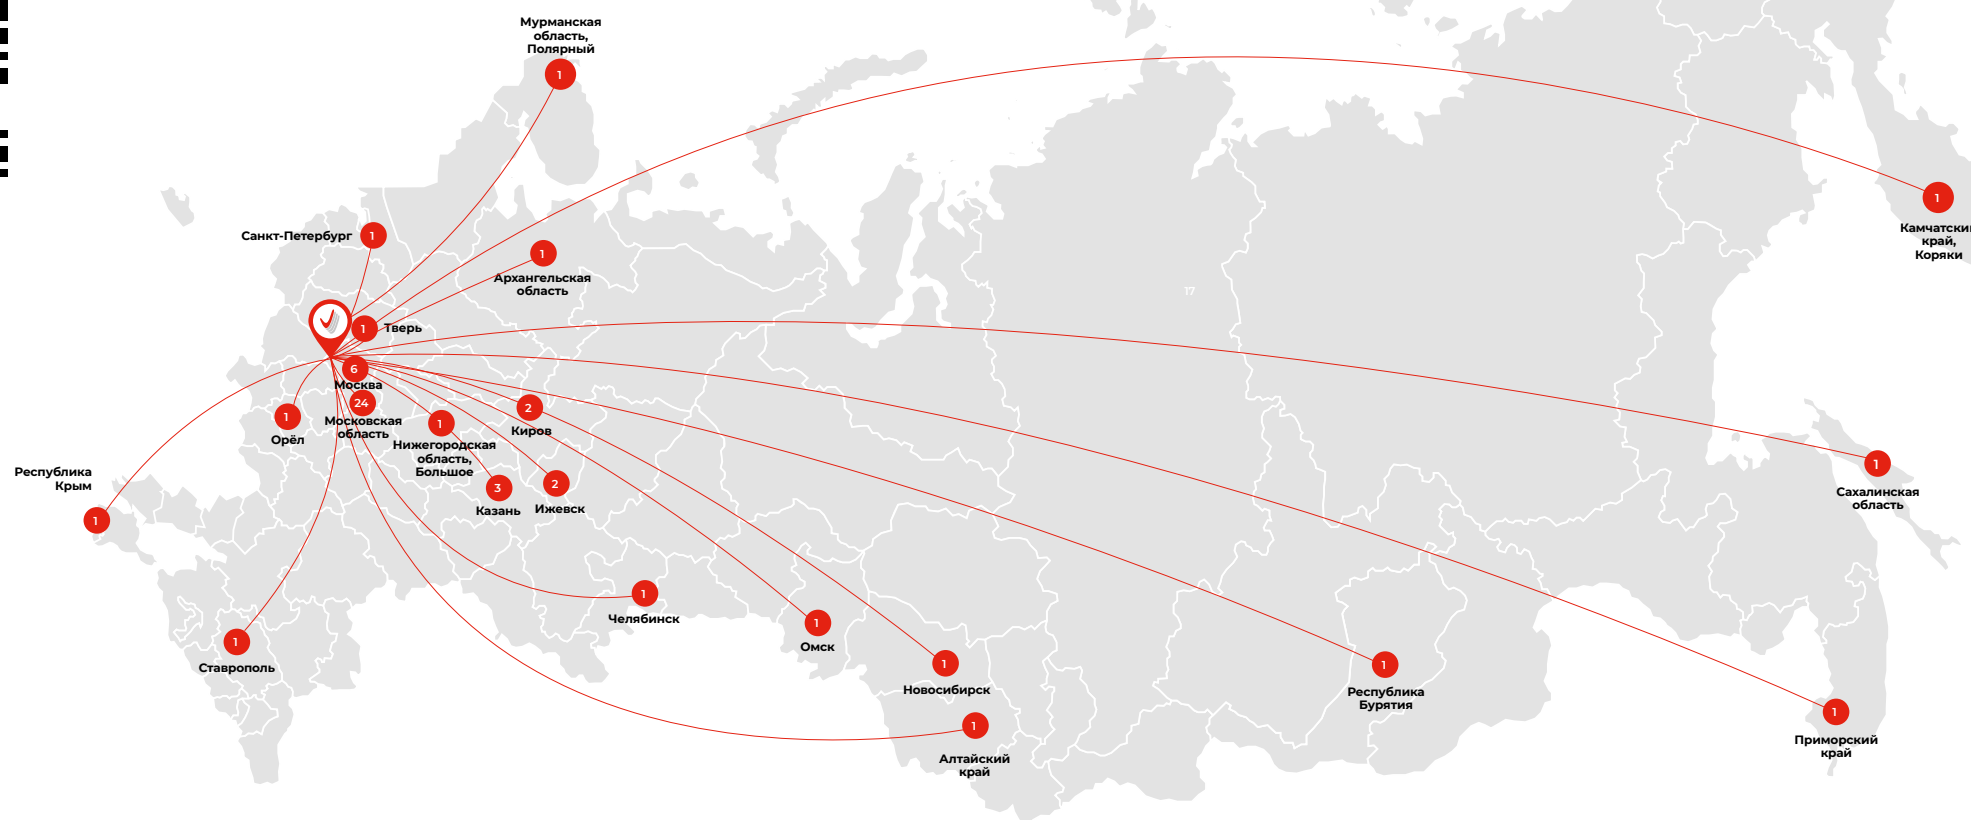 Мурманская
область,
Полярный
1
1
Камчатский
край,
Коряки
Санкт-Петербург
1
1
Архангельская
область
17
1
Тверь
6
Москва
24
Московская
область
1
Орёл
1
Нижегородская
область,
Большое
2
Киров
Республика
Крым
1
3
Казань
2
Ижевск
1
Сахалинская
область
1
Челябинск
1
Омск
1
Ставрополь
1
Новосибирск
1
Республика
Бурятия
1
Алтайский
край
1
Приморский
край